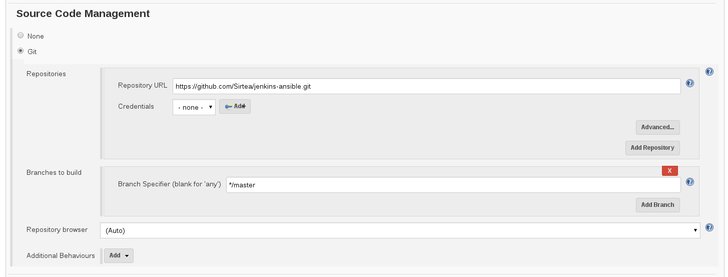 Source Code Management
None
Git
Repositories
Repository URL https://github.com/Sirtea/jenkins-ansible.git
Credentials - none - Add
Advanced...
Add Repository
Branches to build
X
Branch Specifier (blank for 'any') */master
Add Branch
Repository browser (Auto)
Additional Behaviours Add